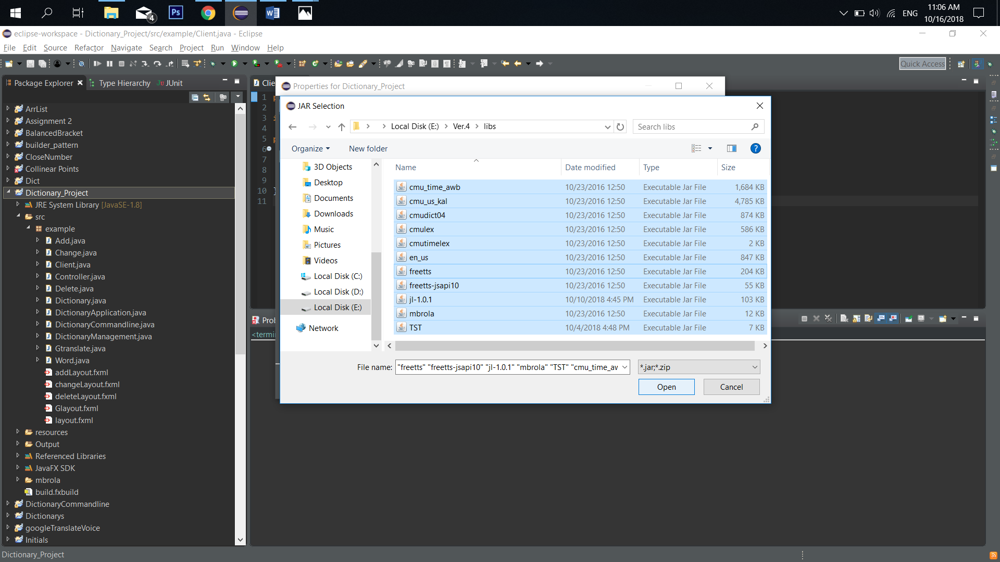 4
ENG
11:06 AM
10/16/2018
eclipse-workspace - Dictionary_Project/src/example/Client.java - Eclipse
File Edit Source Refactor Navigate Search Project Run Window Help
Quick Access
Package Explorer
Type Hierarchy
JUnit
ArrList
Assignment 2
BalancedBracket
builder_pattern
CloseNumber
Collinear Points
Dict
Dictionary_Project
JRE System Library [JavaSE-1.8]
src
example
Add.java
Change.java
Client.java
Controller.java
Delete.java
Dictionary.java
DictionaryApplication.java
DictionaryCommandline.java
DictionaryManagement.java
Gtranslate.java
Word.java
addLayout.fxml
changeLayout.fxml
deleteLayout.fxml
Glayout.fxml
layout.fxml
resources
Output
Referenced Libraries
JavaFX SDK
mbrola
build.fxbuild
DictionaryCommandline
Dictionarys
googleTranslateVoice
Initials
Dictionary_Project
Clie
1
2
3
4
5
6
7
8
9
10 }
11
Prol
<termin
Properties for Dictionary_Project
JAR Selection
Local Disk (E:) > Ver.4 > libs
Search libs
Organize
New folder
3D Objects
Desktop
Documents
Downloads
Music
Pictures
Videos
Local Disk (C:)
Local Disk (D:)
Local Disk (E:)
Network
Name Date modified Type Size
cmu_time_awb 10/23/2016 12:50 Executable Jar File 1,684 KB
cmu_us_kal 10/23/2016 12:50 Executable Jar File 4,785 KB
cmudict04 10/23/2016 12:50 Executable Jar File 874 KB
cmulex 10/23/2016 12:50 Executable Jar File 586 KB
cmutimelex 10/23/2016 12:50 Executable Jar File 2 KB
en_us 10/23/2016 12:50 Executable Jar File 847 KB
freetts 10/23/2016 12:50 Executable Jar File 204 KB
freetts-jsapi10 10/23/2016 12:50 Executable Jar File 55 KB
jl-1.0.1 10/10/2018 4:45 PM Executable Jar File 103 KB
mbrola 10/23/2016 12:50 Executable Jar File 12 KB
TST 10/4/2018 4:48 PM Executable Jar File 7 KB
File name: "freetts" "freetts-jsapi10" "jl-1.0.1" "mbrola" "TST" "cmu_time_aw
*.jar;*.zip
Open
Cancel